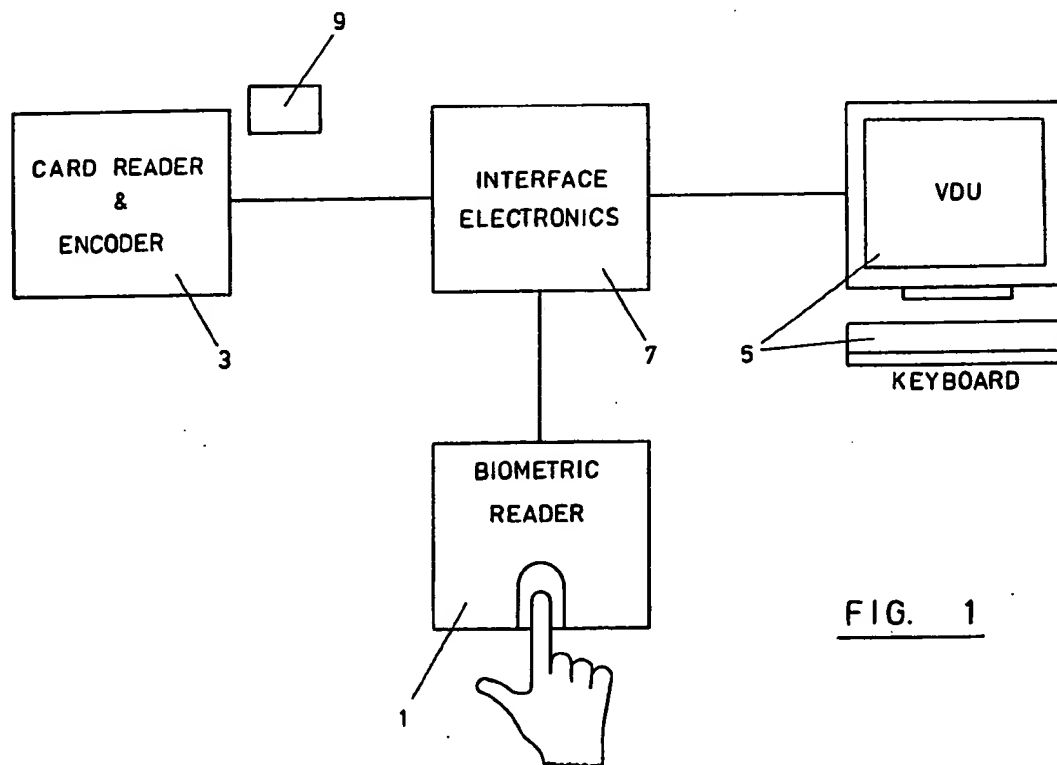 9
CARD READER
&
ENCODER
3
INTERFACE
ELECTRONICS
7
VDU
5
KEYBOARD
BIOMETRIC
READER
1
FIG. 1